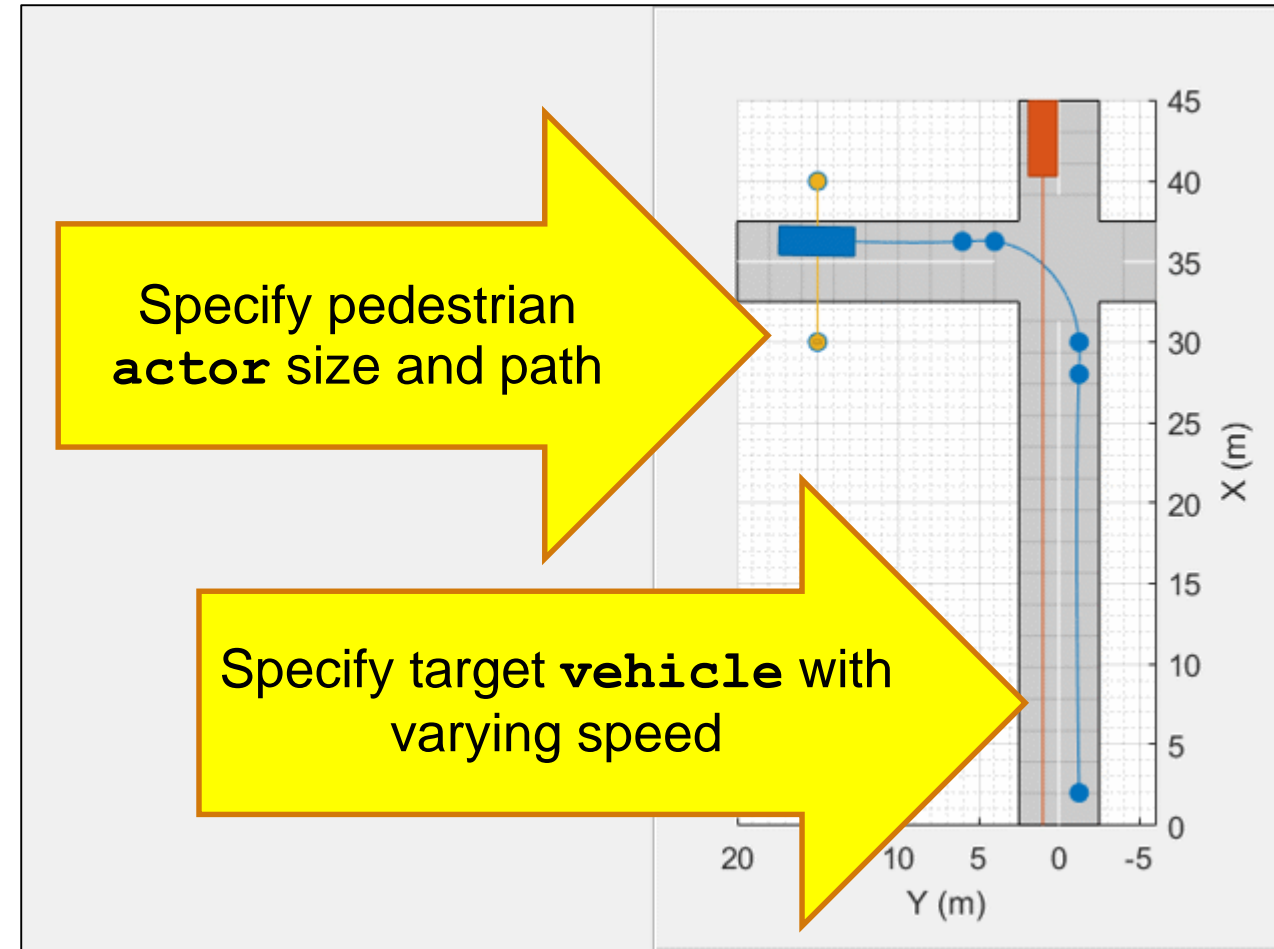 Specify pedestrian
actor size and path
Specify target vehicle with
varying speed
45
40
35
30
25
20
15
10
5
0
X (m)
20 10 5 0 -5
Y (m)